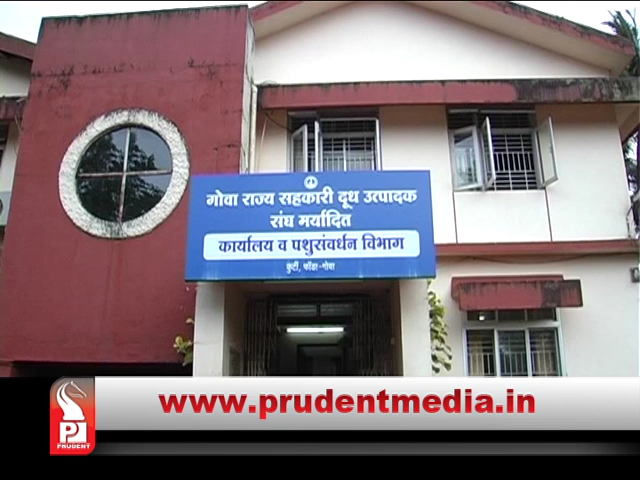 गोवा राज्य सहकारी दूध उत्पादक
संघ मर्यादित
कार्यालय व पशुसंवर्धन विभाग
कुर्टी, फोंडा-गोवा
www.prudentmedia.in
PRUDENT